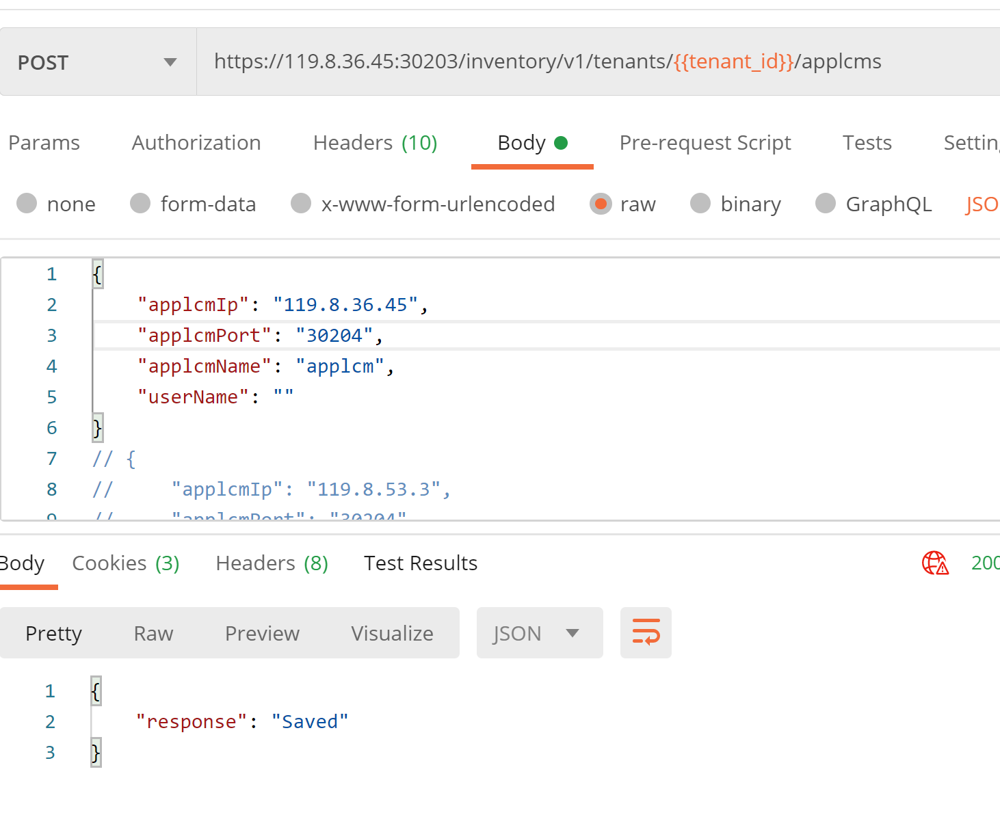 POST https://119.8.36.45:30203/inventory/v1/tenants/{{tenant_id}}/applcms
Params Authorization Headers (10) Body Pre-request Script Tests Settin
none form-data x-www-form-urlencoded raw binary GraphQL JSO
1 {
2 "applcmIp": "119.8.36.45",
3 "applcmPort": "30204",
4 "applcmName": "applcm",
5 "userName": ""
6 }
7 // {
8 // "applcmIp": "119.8.53.3",
9 // "applcmPort": "30204"
Body Cookies (3) Headers (8) Test Results 200
Pretty Raw Preview Visualize JSON
1 {
2 "response": "Saved"
3 }